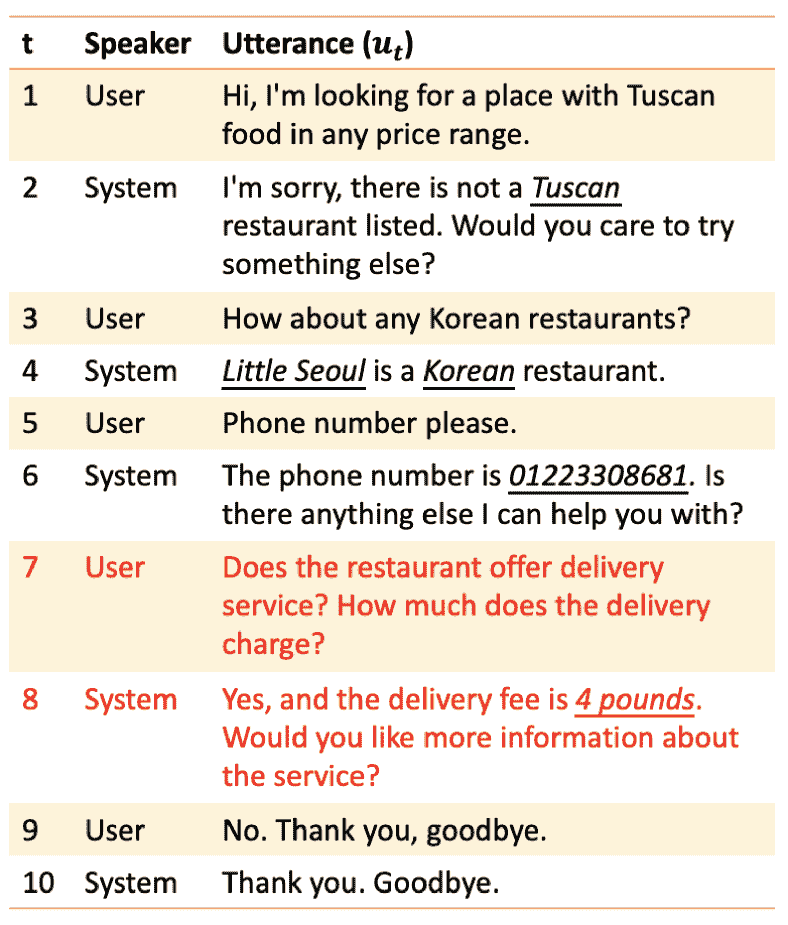 t Speaker Utterance (uₜ)
1 User Hi, I'm looking for a place with Tuscan
food in any price range.
2 System I'm sorry, there is not a Tuscan
restaurant listed. Would you care to try
something else?
3 User How about any Korean restaurants?
4 System Little Seoul is a Korean restaurant.
5 User Phone number please.
6 System The phone number is 01223308681. Is
there anything else I can help you with?
7 User Does the restaurant offer delivery
service? How much does the delivery
charge?
8 System Yes, and the delivery fee is 4 pounds.
Would you like more information about
the service?
9 User No. Thank you, goodbye.
10 System Thank you. Goodbye.